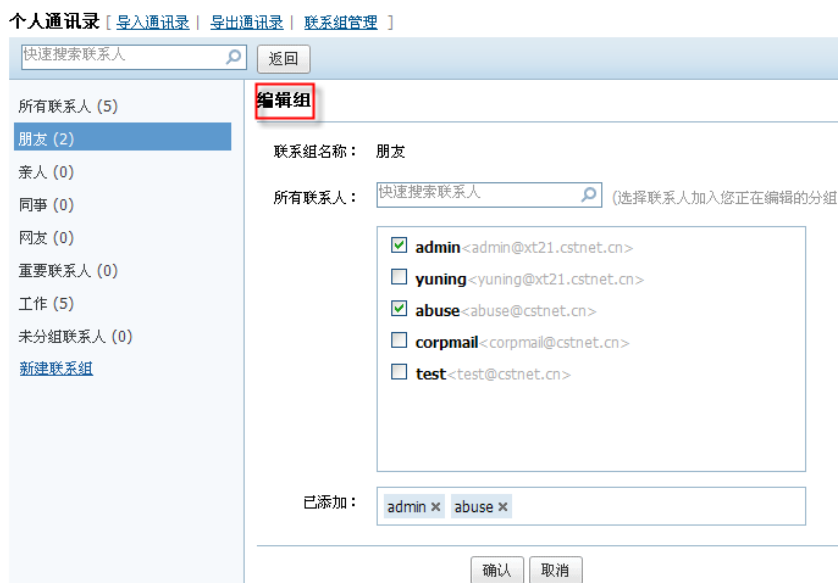 个人通讯录 [ 导入通讯录 | 导出通讯录 | 联系组管理 ]
快速搜索联系人 返回
所有联系人 (5)
朋友 (2)
亲人 (0)
同事 (0)
网友 (0)
重要联系人 (0)
工作 (5)
未分组联系人 (0)
新建联系组
编辑组
联系组名称： 朋友
所有联系人： 快速搜索联系人 (选择联系人加入您正在编辑的分组
admin<admin@xt21.cstnet.cn>
yuning<yuning@xt21.cstnet.cn>
abuse<abuse@cstnet.cn>
corpmail<corpmail@cstnet.cn>
test<test@cstnet.cn>
已添加： admin × abuse ×
确认 取消